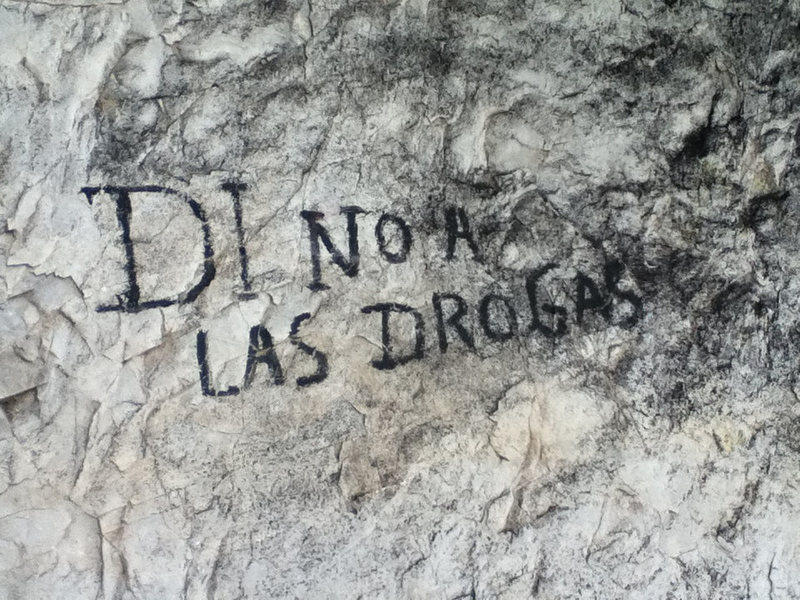 DI NO A
LAS DROGAS